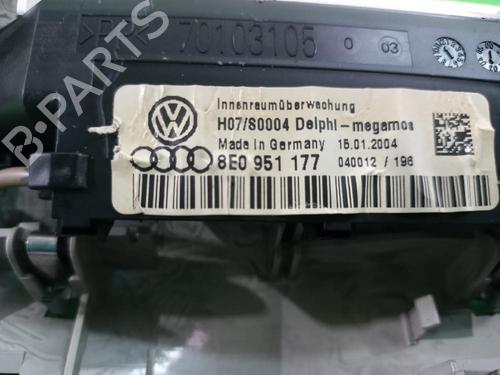 70103105
0
03
Innenraumüberwachung
H07/S0004 Delphi-megamos
Made in Germany 15.01.2004
8E0 951 177 040012 / 196
B-PARTS